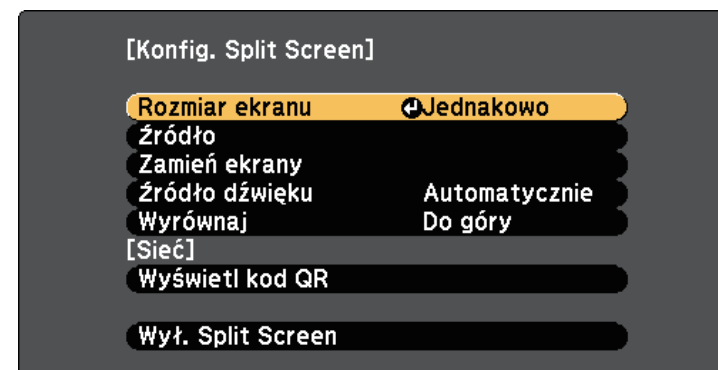 [Konfig. Split Screen]
Rozmiar ekranu Jednakowo
Źródło
Zamień ekrany
Źródło dźwięku Automatycznie
Wyrównaj Do góry
[Sieć]
Wyświetl kod QR
Wył. Split Screen